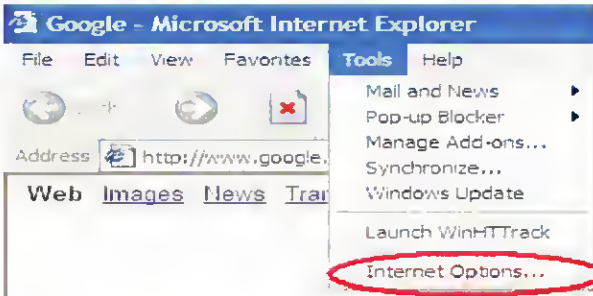 Google - Microsoft Internet Explorer
File Edit View Favorites Tools Help
Mail and News
Pop-up Blocker
Manage Add-ons...
Synchronize...
Windows Update
Launch WinHTTrack
Internet Options...
Address http://www.google.
Web Images News Tran